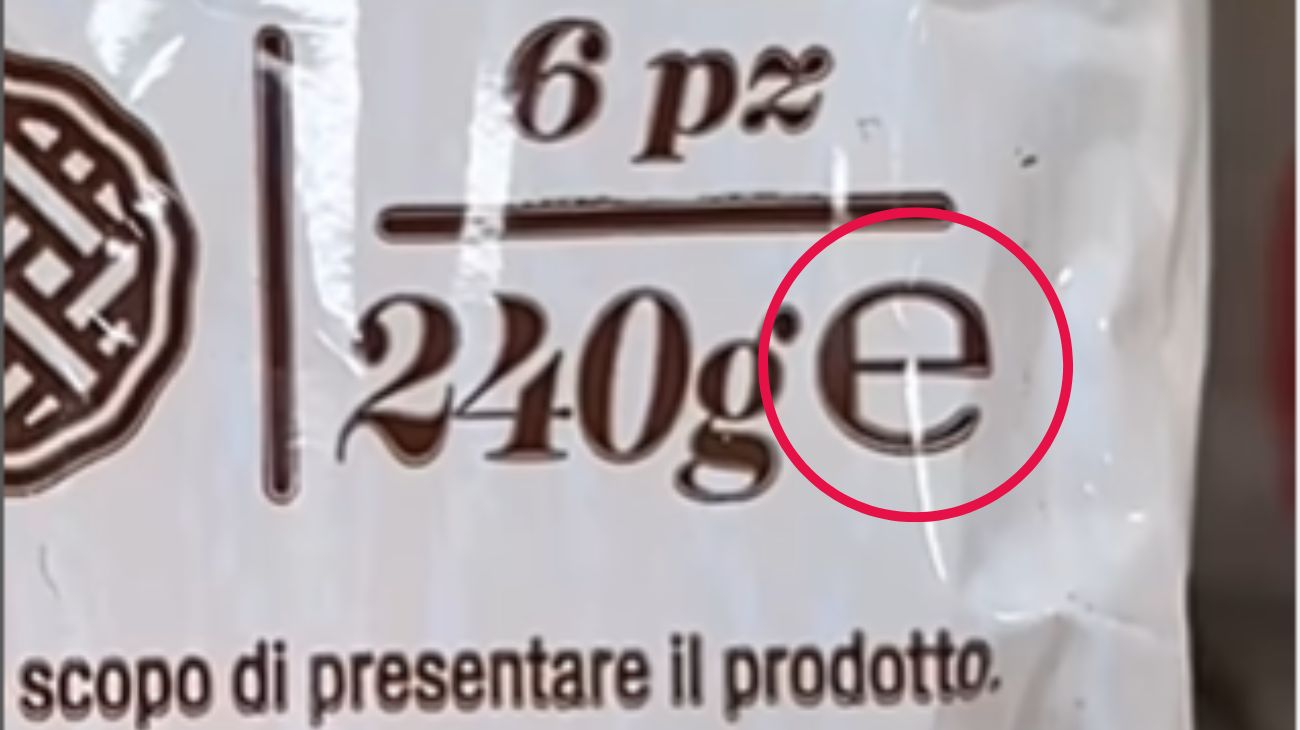 6 pz
240g e
scopo di presentare il prodotto.